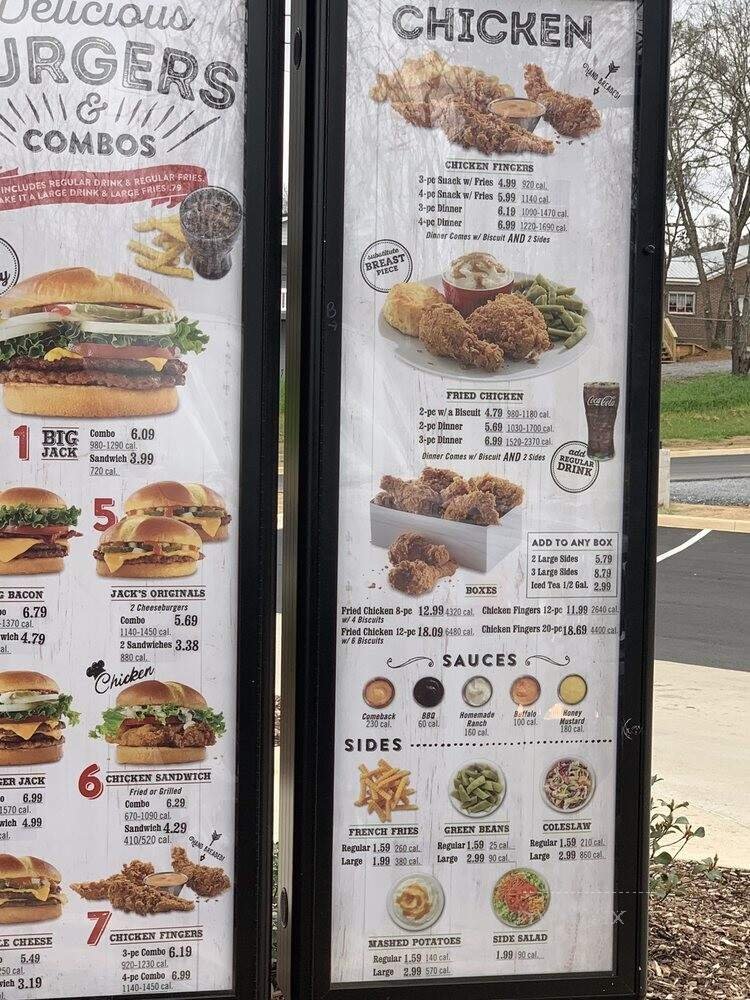 Delicious
URGERS
&
COMBOS
INCLUDES REGULAR DRINK & REGULAR FRIES.
AKE IT A LARGE DRINK & LARGE FRIES .79
1 BIG JACK
Combo 6.09
980-1290 cal.
Sandwich 3.99
720 cal.
G BACON
6.79
-1370 cal.
wich 4.79
al.
5
JACK'S ORIGINALS
2 Cheeseburgers
Combo 5.69
1140-1450 cal.
2 Sandwiches 3.38
880 cal.
Chicken
GER JACK
6.99
1570 cal.
wich 4.99
cal.
6 CHICKEN SANDWICH
Fried or Grilled
Combo 6.29
670-1090 cal.
Sandwich 4.29
410/520 cal.
HAND BREADED!
LE CHEESE
5.49
250 cal.
wich 3.19
7 CHICKEN FINGERS
3-pc Combo 6.19
920-1230 cal.
4-pc Combo 6.99
1140-1450 cal.
CHICKEN
HAND BREADED!
CHICKEN FINGERS
3-pc Snack w/ Fries 4.99 920 cal.
4-pc Snack w/ Fries 5.99 1140 cal.
3-pc Dinner 6.19 1000-1470 cal.
4-pc Dinner 6.99 1220-1690 cal.
Dinner Comes w/ Biscuit AND 2 Sides
substitute
BREAST
PIECE
FRIED CHICKEN
2-pc w/ a Biscuit 4.79 980-1180 cal.
2-pc Dinner 5.69 1030-1700 cal.
3-pc Dinner 6.99 1520-2370 cal.
Dinner Comes w/ Biscuit AND 2 Sides
Coca-Cola
add
REGULAR
DRINK
ADD TO ANY BOX
2 Large Sides 5.79
3 Large Sides 8.79
Iced Tea 1/2 Gal. 2.99
BOXES
Fried Chicken 8-pc 12.99 4320 cal. Chicken Fingers 12-pc 11.99 2640 cal.
w/ 4 Biscuits
Fried Chicken 12-pc 18.09 6480 cal. Chicken Fingers 20-pc 18.69 4400 cal.
w/ 6 Biscuits
SAUCES
Comeback
230 cal.
BBQ
60 cal.
Homemade
Ranch
160 cal.
Buffalo
100 cal.
Honey
Mustard
180 cal.
SIDES
FRENCH FRIES
Regular 1.59 260 cal.
Large 1.99 380 cal.
GREEN BEANS
Regular 1.59 25 cal.
Large 2.99 90 cal.
COLESLAW
Regular 1.59 210 cal.
Large 2.99 860 cal.
MASHED POTATOES
Regular 1.59 140 cal.
Large 2.99 570 cal.
SIDE SALAD
1.99 90 cal.